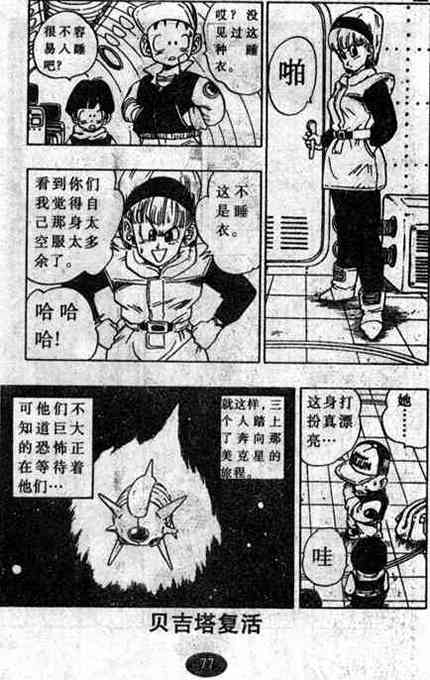 啪
哎？没
见过这
种睡
衣。
很不容
易人睡
吧？
这不
是睡
衣。
看到你们
我觉得自
己那身太
空服太多
余了。
哈哈
哈!
她……
这身打
扮真漂
亮…
哇
就这样，三
个人踏上
了奔向那
美克星的
旅程。
可他们不
知道巨大
的恐怖正
在等待着
他们…
贝吉塔复活
77